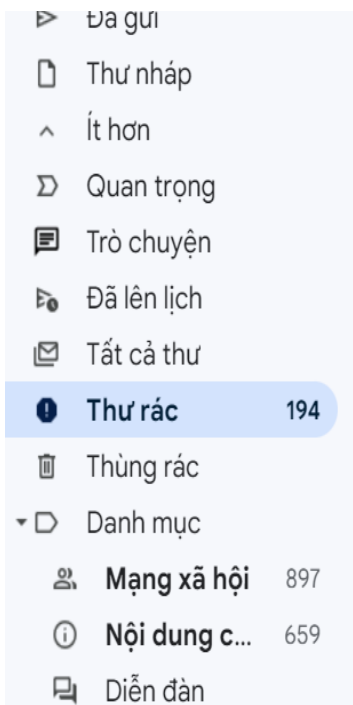 Đã gửi
Thư nháp
Ít hơn
Quan trọng
Trò chuyện
Đã lên lịch
Tất cả thư
Thư rác 194
Thùng rác
Danh mục
Mạng xã hội 897
Nội dung c... 659
Diễn đàn